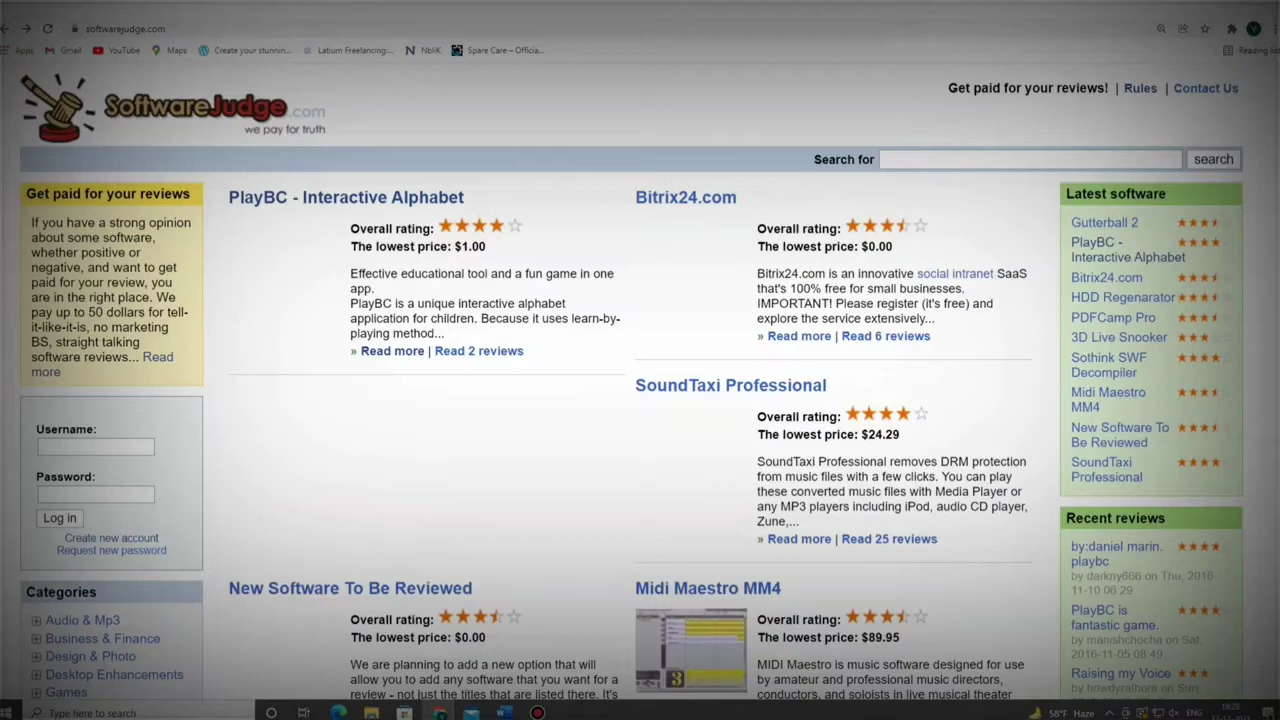 softwarejudge.com
Apps
Gmail
YouTube
Maps
Create your stunnin...
Latium Freelancing:...
NbliK
Spare Care – Officia...
Reading list
SoftwareJudge.com
we pay for truth
Get paid for your reviews! | Rules | Contact Us
Search for
search
Get paid for your reviews
If you have a strong opinion
about some software,
whether positive or
negative, and want to get
paid for your review, you
are in the right place. We
pay up to 50 dollars for tell-
it-like-it-is, no marketing
BS, straight talking
software reviews... Read
more
Username:
Password:
Log in
Create new account
Request new password
Categories
Audio & Mp3
Business & Finance
Design & Photo
Desktop Enhancements
Games
PlayBC - Interactive Alphabet
Overall rating:
The lowest price: $1.00
Effective educational tool and a fun game in one
app.
PlayBC is a unique interactive alphabet
application for children. Because it uses learn-by-
playing method...
» Read more | Read 2 reviews
New Software To Be Reviewed
Overall rating:
The lowest price: $0.00
We are planning to add a new option that will
allow you to add any software that you want for a
review - not just the titles that are listed there. It's
Bitrix24.com
Overall rating:
The lowest price: $0.00
Bitrix24.com is an innovative social intranet SaaS
that's 100% free for small businesses.
IMPORTANT! Please register (it's free) and
explore the service extensively...
» Read more | Read 6 reviews
SoundTaxi Professional
Overall rating:
The lowest price: $24.29
SoundTaxi Professional removes DRM protection
from music files with a few clicks. You can play
these converted music files with Media Player or
any MP3 players including iPod, audio CD player,
Zune,...
» Read more | Read 25 reviews
Midi Maestro MM4
Overall rating:
The lowest price: $89.95
MIDI Maestro is music software designed for use
by amateur and professional music directors,
conductors, and soloists in live musical theater
Latest software
Gutterball 2
PlayBC -
Interactive Alphabet
Bitrix24.com
HDD Regenarator
PDFCamp Pro
3D Live Snooker
Sothink SWF
Decompiler
Midi Maestro
MM4
New Software To
Be Reviewed
SoundTaxi
Professional
Recent reviews
by:daniel marin.
playbc
by darkny666 on Thu, 2016-
11-10 06:29
PlayBC is
fantastic game.
by manishchocha on Sat,
2016-11-05 08:49
Raising my Voice
by howdyrathore on Sun,
Type here to search
58°F Haze
ENG
19:28